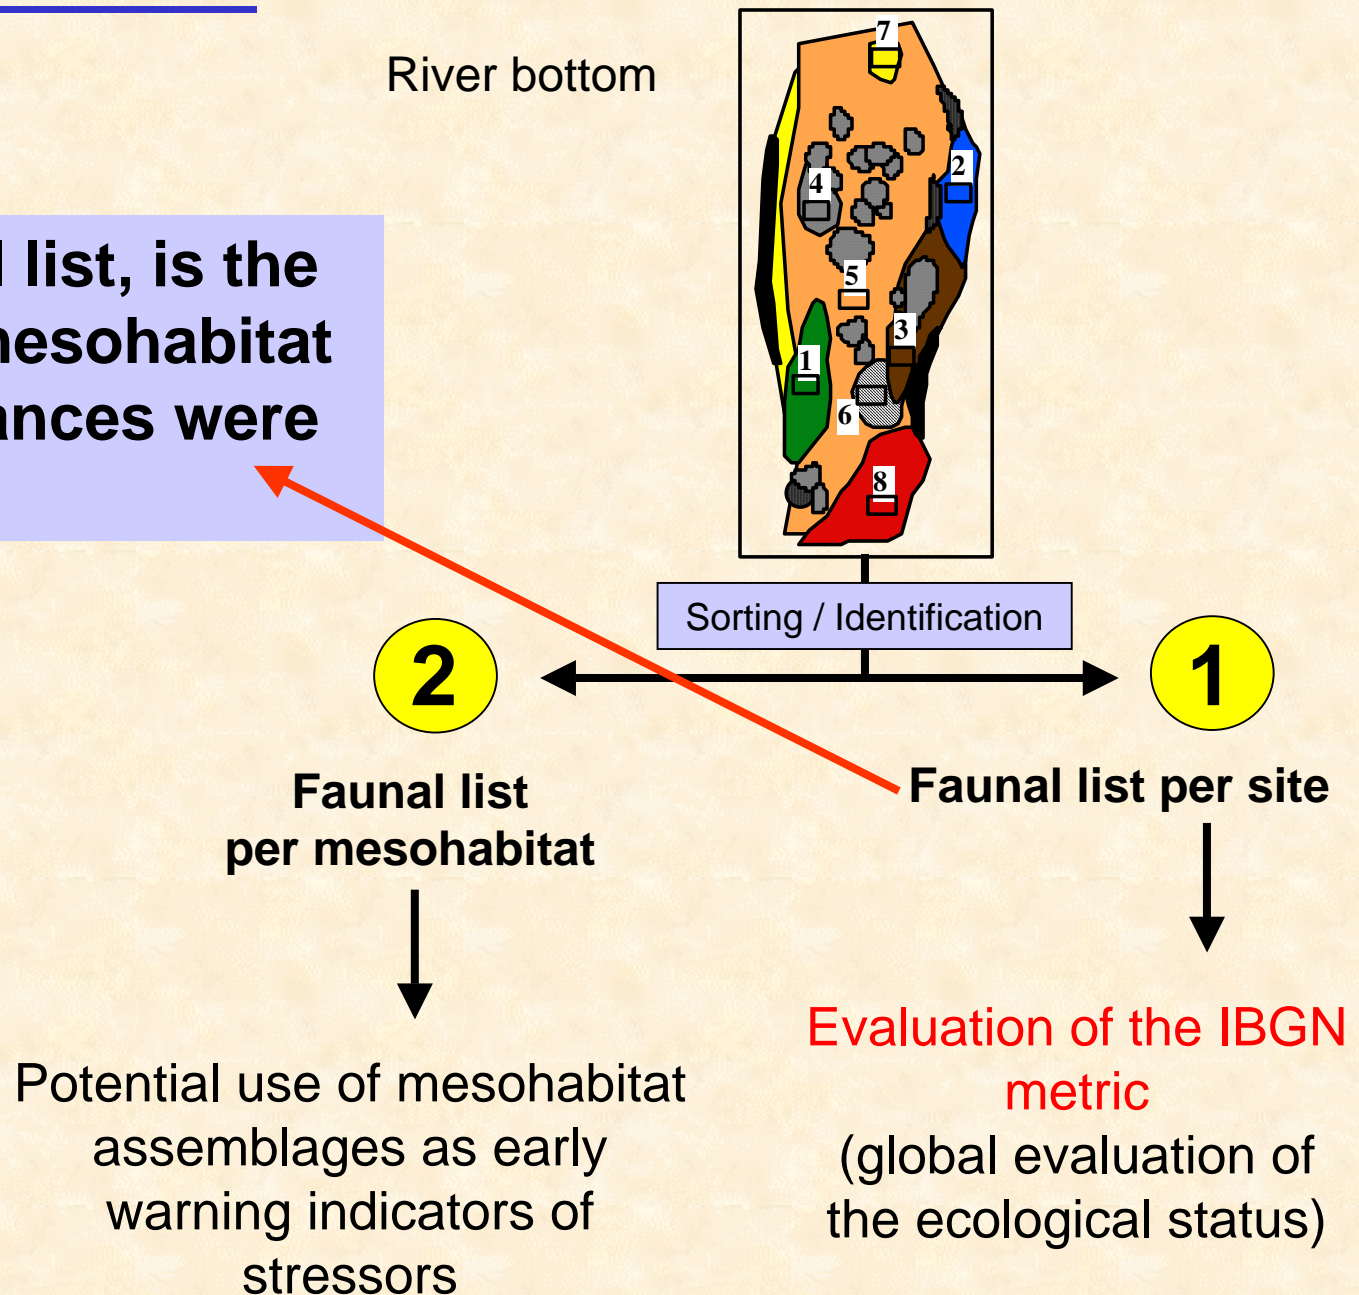 River bottom
7
2
4
5
3
1
6
8
list, is the
mesohabitat
were
Sorting / Identification
2
1
Faunal list
per mesohabitat
Faunal list per site
Potential use of mesohabitat
assemblages as early
warning indicators of
stressors
Evaluation of the IBGN
metric
(global evaluation of
the ecological status)